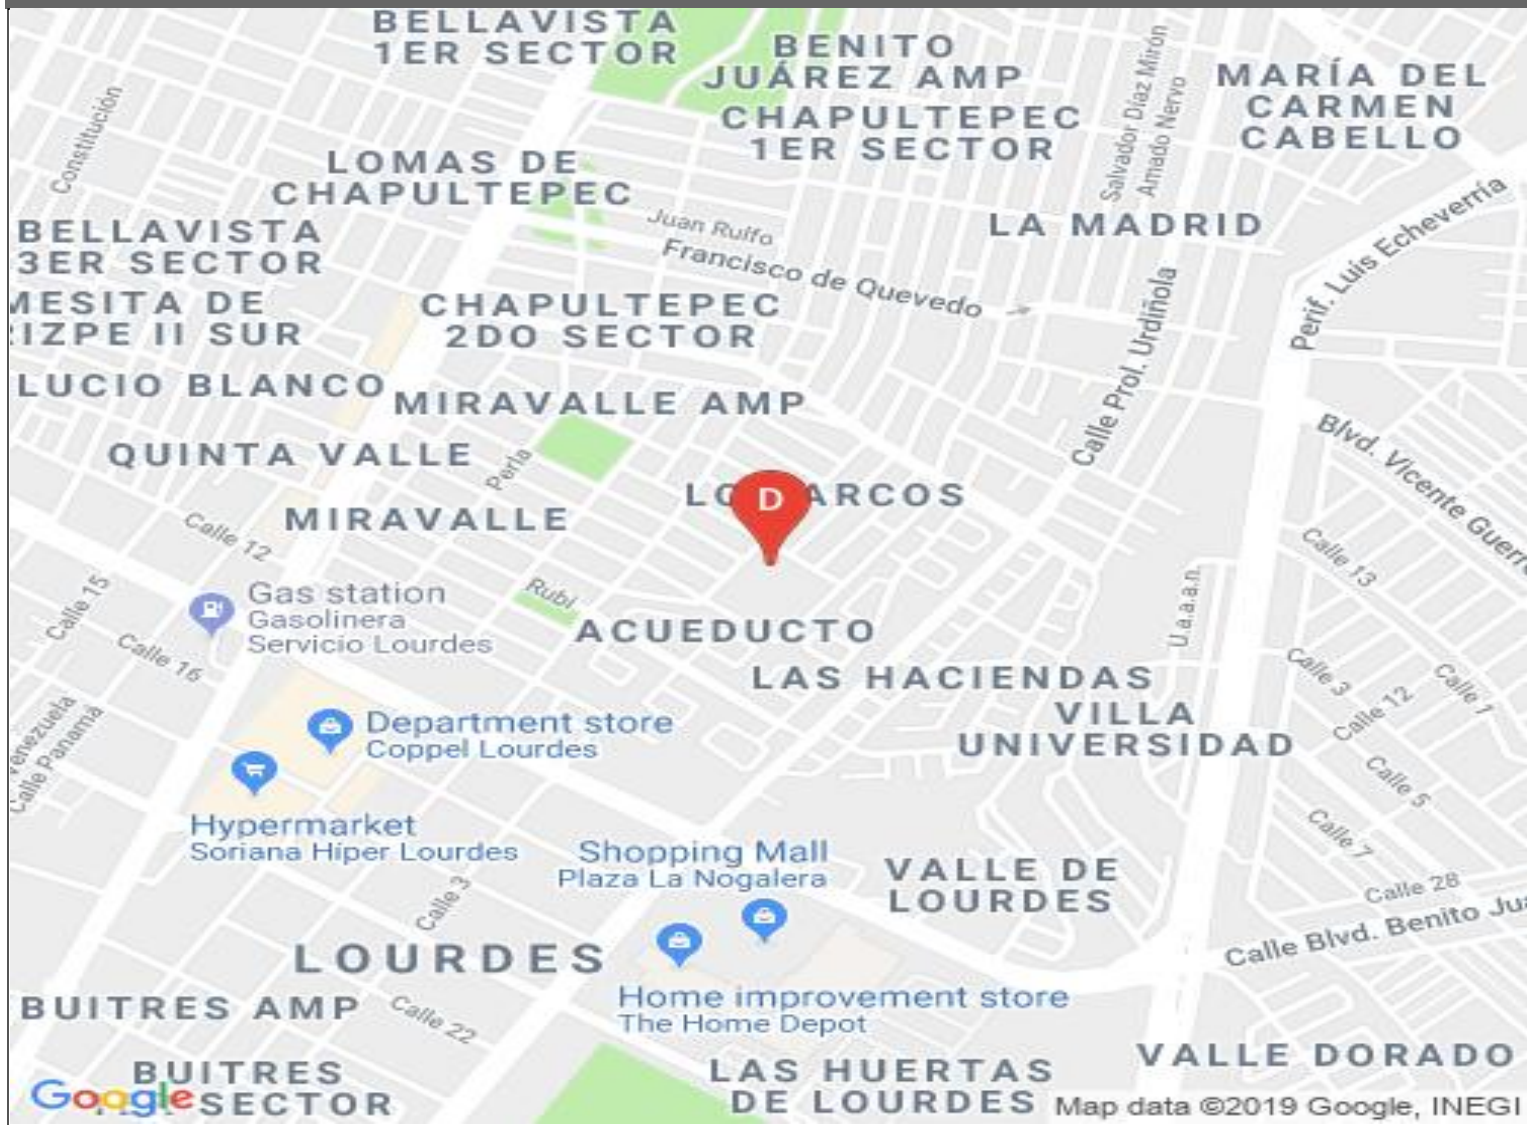 BELLAVISTA
1ER SECTOR
BENITO
JUÁREZ AMP
CHAPULTEPEC
1ER SECTOR
Salvador Díaz Mirón
Amado Nervo
MARÍA DEL
CARMEN
CABELLO
Constitución
LOMAS DE
CHAPULTEPEC
Juan Rulfo
Francisco de Quevedo
LA MADRID
Perif. Luis Echeverría
BELLAVISTA
3ER SECTOR
MESITA DE
RIZPE II SUR
CHAPULTEPEC
2DO SECTOR
Calle Prol. Urdiñola
LUCIO BLANCO
MIRAVALLE AMP
Blvd. Vicente Guerre
QUINTA VALLE
Perla
D
ARCOS
MIRAVALLE
Calle 12
Calle 13
Calle 15
Gas station
Gasolinera
Servicio Lourdes
Rubí
U.a.a.a.n.
ACUEDUCTO
Calle 16
LAS HACIENDAS
Calle 3
Calle 1
VILLA
UNIVERSIDAD
Calle 12
Venezuela
Calle Panamá
Department store
Coppel Lourdes
Calle 5
Hypermarket
Soriana Híper Lourdes
Calle 7
Shopping Mall
Plaza La Nogalera
VALLE DE
LOURDES
Calle 3
Calle 28
Calle Blvd. Benito Juá
LOURDES
Home improvement store
The Home Depot
BUITRES AMP
Calle 22
VALLE DORADO
BUITRES
SECTOR
LAS HUERTAS
DE LOURDES
Google
Map data ©2019 Google, INEGI